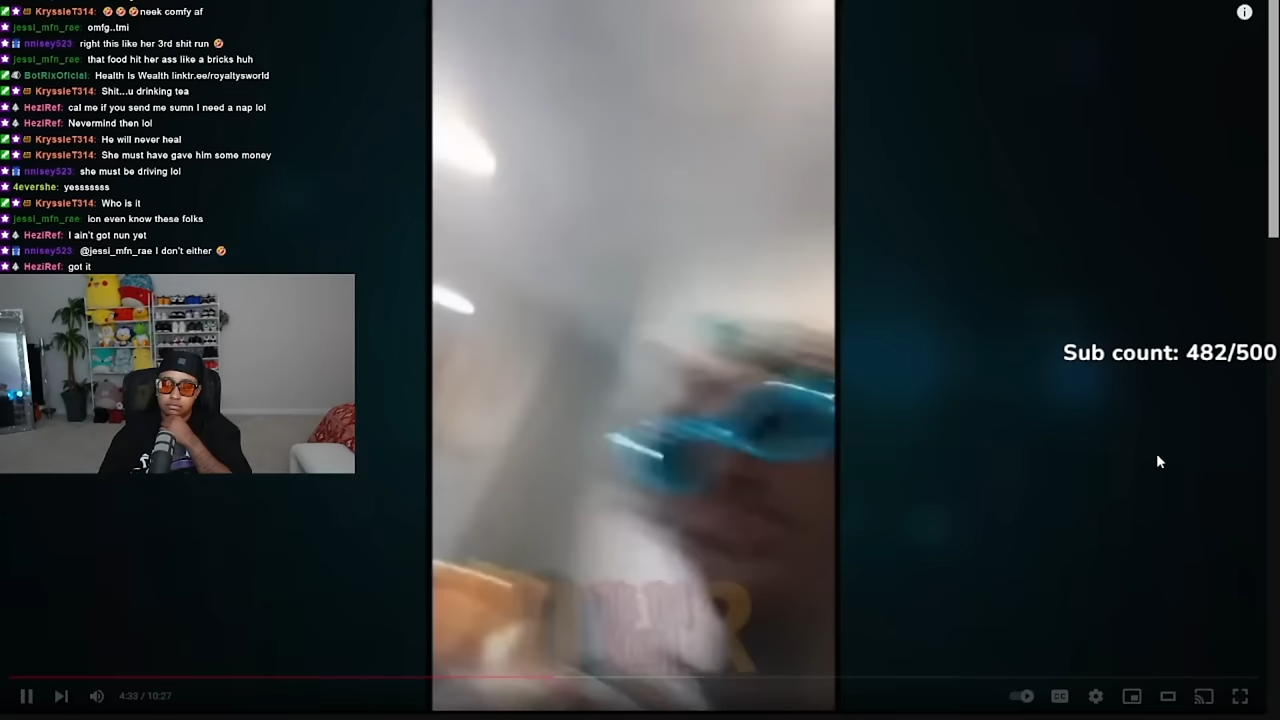 KryssieT314: 🤣🤣🤣neek comfy af
jessi_mfn_rae: omfg..tmi
nnisey523: right this like her 3rd shit run 🤣
jessi_mfn_rae: that food hit her ass like a bricks huh
BotRixOficial: Health Is Wealth linktr.ee/royaltysworld
KryssieT314: Shit...u drinking tea
HeziRef: cal me if you send me sumn I need a nap lol
HeziRef: Nevermind then lol
KryssieT314: He will never heal
KryssieT314: She must have gave him some money
nnisey523: she must be driving lol
4evershe: yesssssss
KryssieT314: Who is it
jessi_mfn_rae: ion even know these folks
HeziRef: I ain't got nun yet
nnisey523: @jessi_mfn_rae I don't either 🤣
HeziRef: got it
Sub count: 482/500
4:33 / 10:27
CC